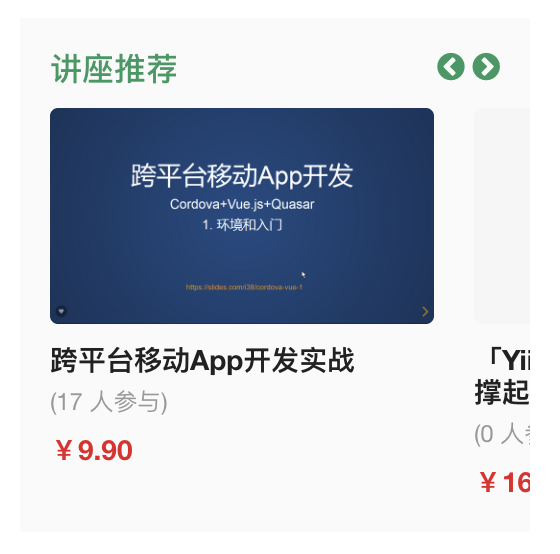 讲座推荐
跨平台移动App开发
Cordova+Vue.js+Quasar
1. 环境和入门
https://slides.com/i38/cordova-vue-1
跨平台移动App开发实战
(17 人参与)
￥9.90
「Yii
撑起
(0 人
￥16